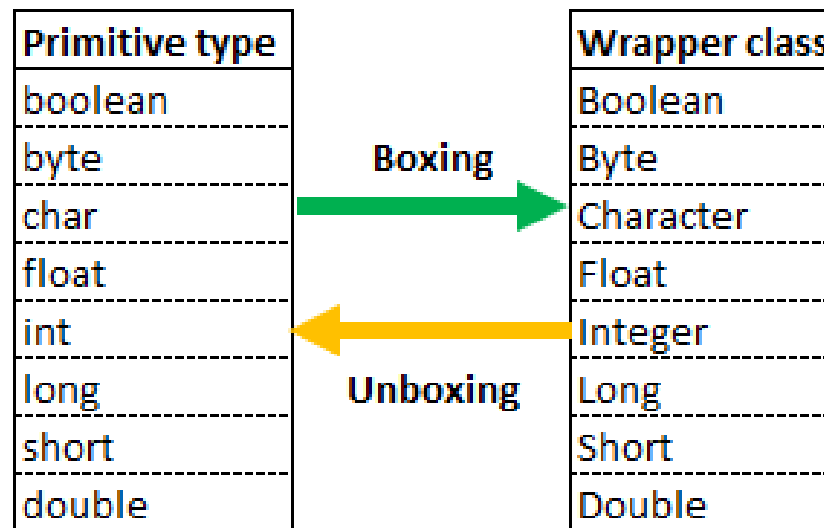 Primitive type
boolean
byte
char
float
int
long
short
double
Boxing
Unboxing
Wrapper class
Boolean
Byte
Character
Float
Integer
Long
Short
Double